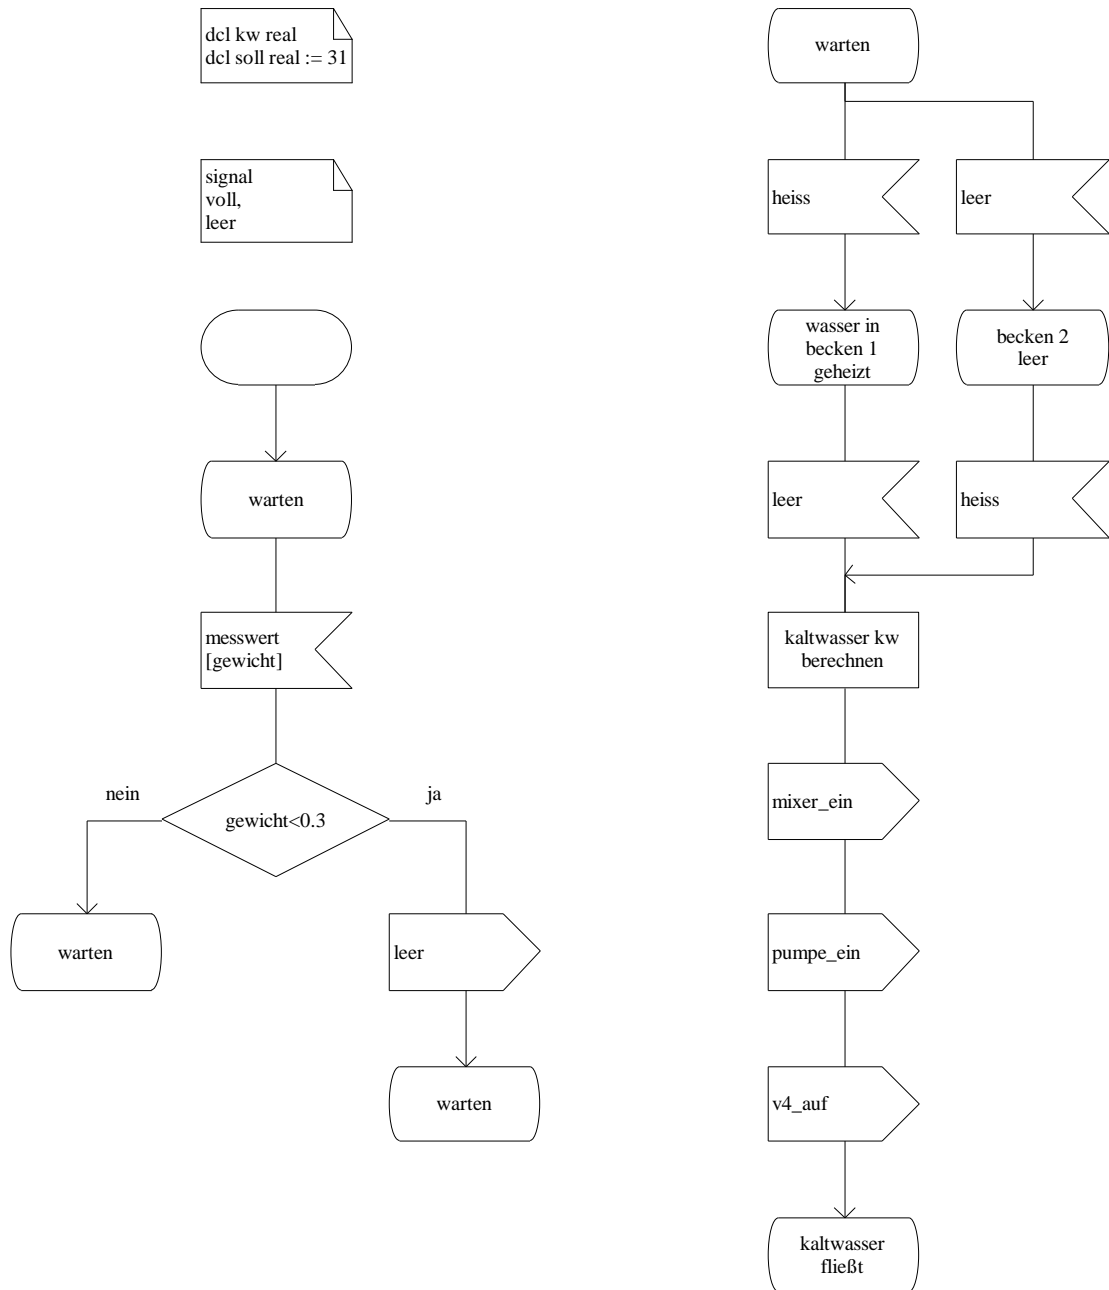 dcl kw real
dcl soll real := 31
signal
voll,
leer
warten
messwert
[gewicht]
gewicht<0.3
nein
ja
warten
leer
warten
warten
heiss
leer
wasser in
becken 1
geheizt
becken 2
leer
leer
heiss
kaltwasser kw
berechnen
mixer_ein
pumpe_ein
v4_auf
kaltwasser
fließt